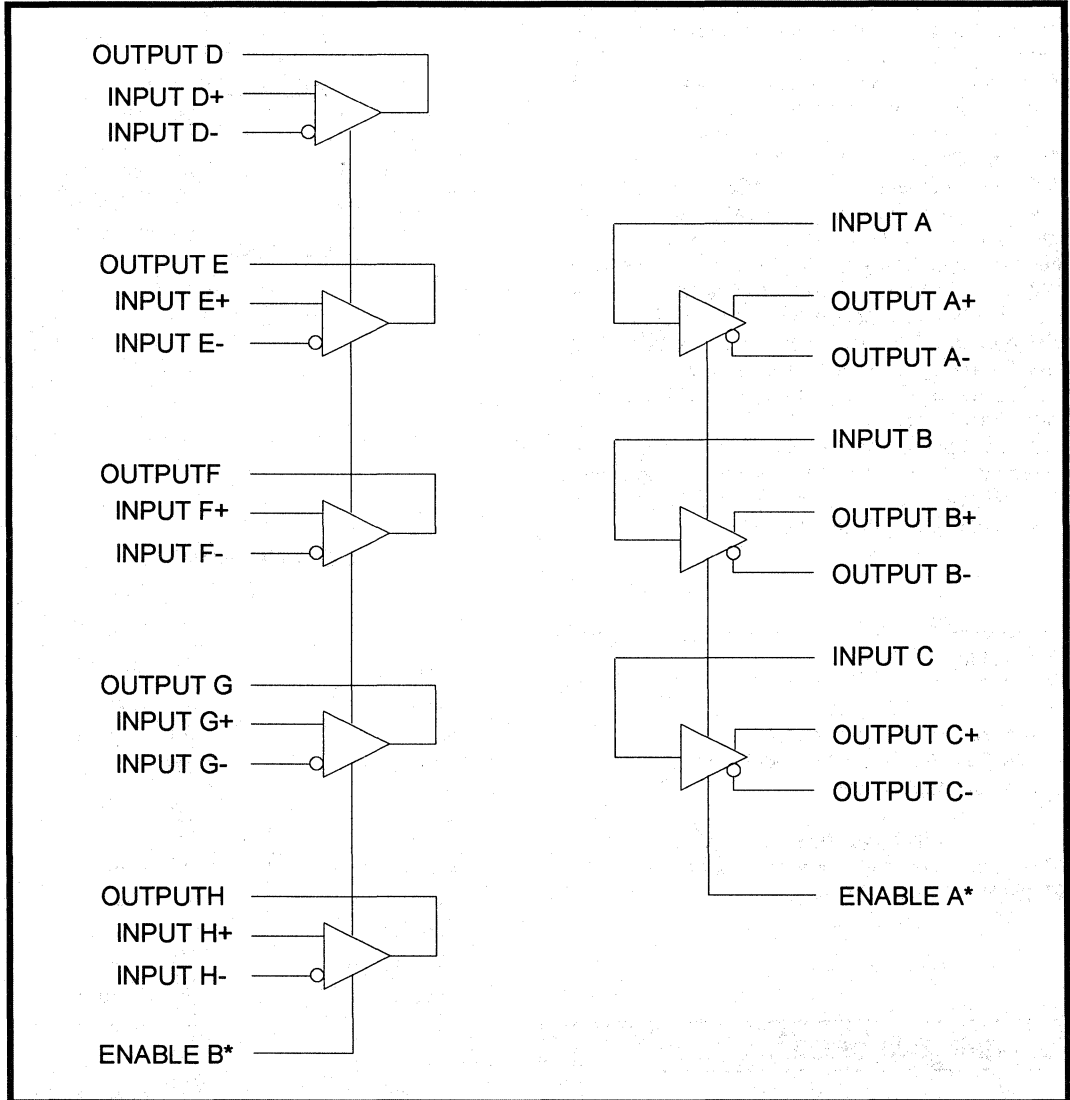 OUTPUT D
INPUT D+
INPUT D-
OUTPUT E
INPUT E+
INPUT E-
OUTPUTF
INPUT F+
INPUT F-
OUTPUT G
INPUT G+
INPUT G-
OUTPUTH
INPUT H+
INPUT H-
ENABLE B*
INPUT A
OUTPUT A+
OUTPUT A-
INPUT B
OUTPUT B+
OUTPUT B-
INPUT C
OUTPUT C+
OUTPUT C-
ENABLE A*